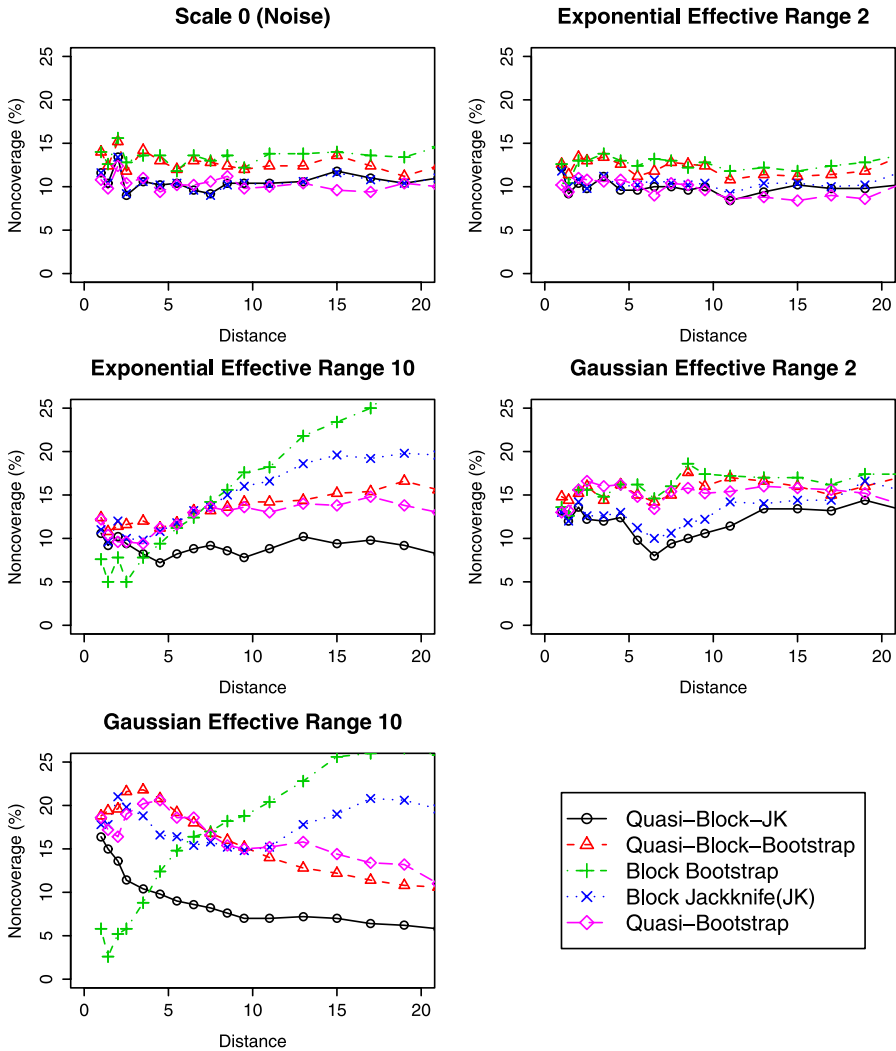 Scale 0 (Noise)
Noncoverage (%)
25
20
15
10
5
0
0 5 10 15 20
Distance
Exponential Effective Range 2
Noncoverage (%)
25
20
15
10
5
0
0 5 10 15 20
Distance
Exponential Effective Range 10
Noncoverage (%)
25
20
15
10
5
0
0 5 10 15 20
Distance
Gaussian Effective Range 2
Noncoverage (%)
25
20
15
10
5
0
0 5 10 15 20
Distance
Gaussian Effective Range 10
Noncoverage (%)
25
20
15
10
5
0
0 5 10 15 20
Distance
Quasi−Block−JK
Quasi−Block−Bootstrap
Block Bootstrap
Block Jackknife(JK)
Quasi−Bootstrap